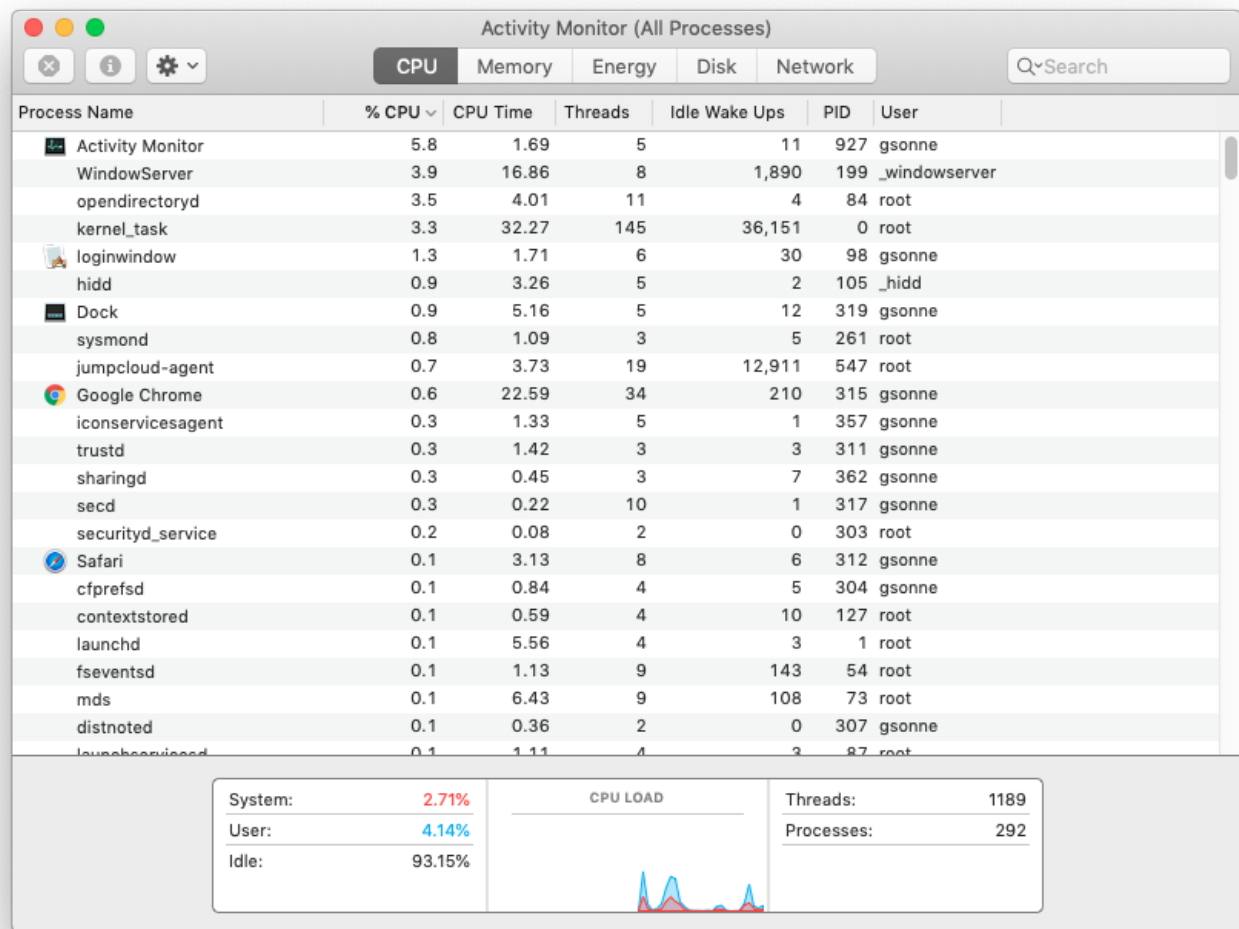 Activity Monitor (All Processes)
CPU Memory Energy Disk Network Search
Process Name % CPU CPU Time Threads Idle Wake Ups PID User
Activity Monitor 5.8 1.69 5 11 927 gsonne
WindowServer 3.9 16.86 8 1,890 199 _windowserver
opendirectoryd 3.5 4.01 11 4 84 root
kernel_task 3.3 32.27 145 36,151 0 root
loginwindow 1.3 1.71 6 30 98 gsonne
hidd 0.9 3.26 5 2 105 _hidd
Dock 0.9 5.16 5 12 319 gsonne
sysmond 0.8 1.09 3 5 261 root
jumpcloud-agent 0.7 3.73 19 12,911 547 root
Google Chrome 0.6 22.59 34 210 315 gsonne
iconservicesagent 0.3 1.33 5 1 357 gsonne
trustd 0.3 1.42 3 3 311 gsonne
sharingd 0.3 0.45 3 7 362 gsonne
secd 0.3 0.22 10 1 317 gsonne
securityd_service 0.2 0.08 2 0 303 root
Safari 0.1 3.13 8 6 312 gsonne
cfprefsd 0.1 0.84 4 5 304 gsonne
contextstored 0.1 0.59 4 10 127 root
launchd 0.1 5.56 4 3 1 root
fseventsd 0.1 1.13 9 143 54 root
mds 0.1 6.43 9 108 73 root
distnoted 0.1 0.36 2 0 307 gsonne
launchservicesd 0.1 1.11 4 3 87 root
System: 2.71% CPU LOAD Threads: 1189
User: 4.14% Processes: 292
Idle: 93.15%